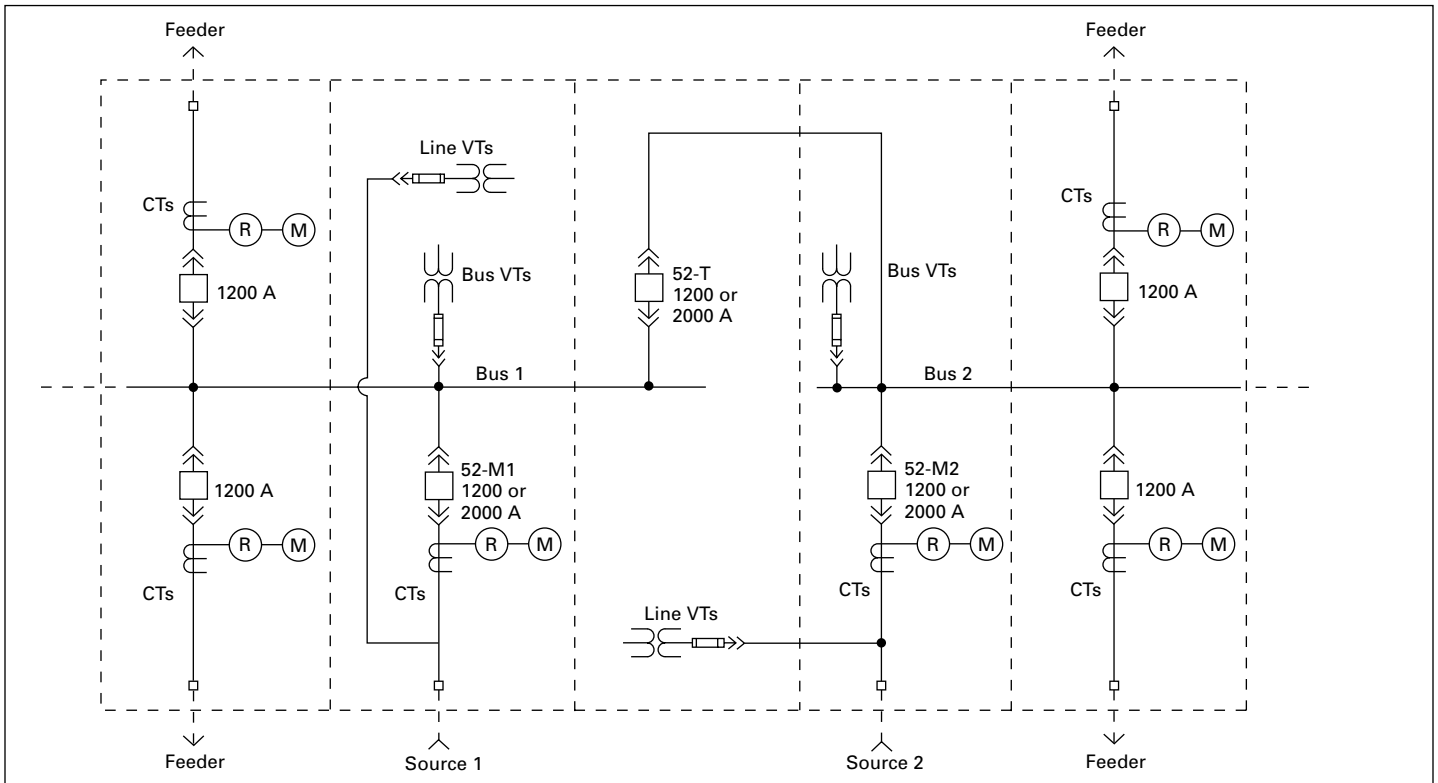 Feeder
Feeder
Line VTs
CTs
R
M
CTs
R
M
Bus VTs
Bus VTs
52-T
1200 or
2000 A
1200 A
1200 A
Bus 1
Bus 2
1200 A
52-M1
1200 or
2000 A
52-M2
1200 or
2000 A
1200 A
R
M
R
M
R
M
R
M
CTs
CTs
CTs
CTs
Line VTs
Feeder
Source 1
Source 2
Feeder